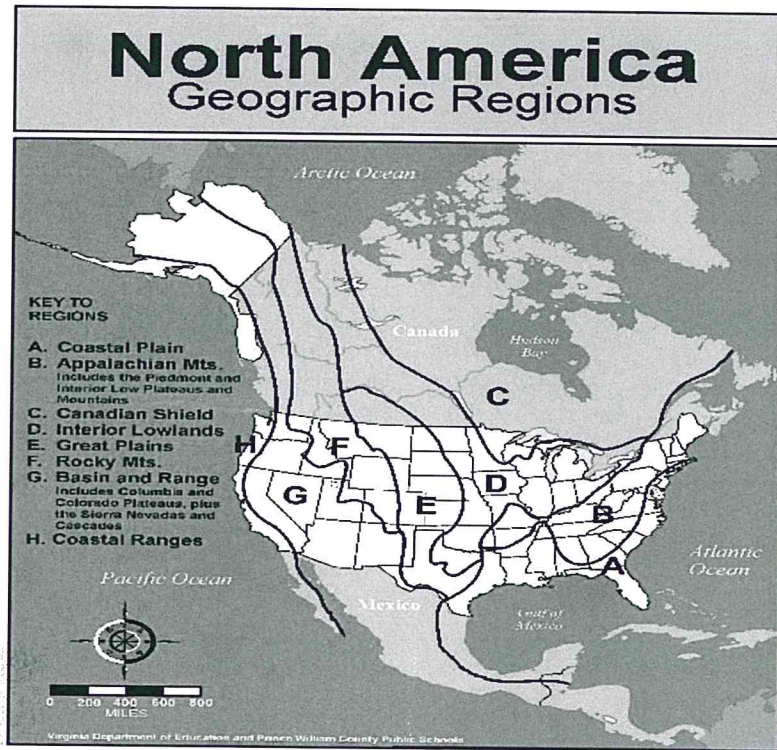 North America
Geographic Regions
Arctic Ocean
KEY TO
REGIONS
A. Coastal Plain
B. Appalachian Mts.
Includes the Piedmont and
Interior Low Plateaus and
Mountains
C. Canadian Shield
D. Interior Lowlands
E. Great Plains
F. Rocky Mts.
G. Basin and Range
Includes Columbia and
Colorado Plateaus, plus
the Sierra Nevadas and
Cascades
H. Coastal Ranges
Canada
Hudson
Bay
C
H
F
G
E
D
B
A
Pacific Ocean
Mexico
Gulf of
Mexico
Atlantic
Ocean
0 200 400 600 800
MILES
Virginia Department of Education and Prince William County Public Schools